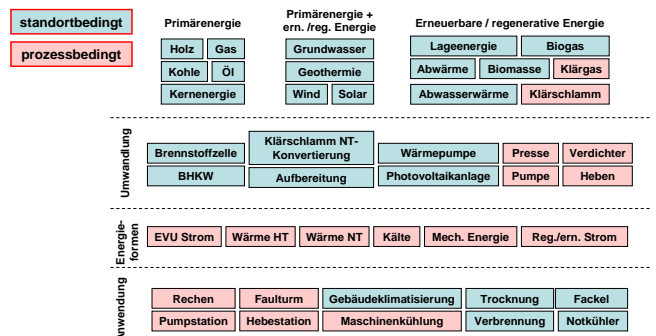 standortbedingt
prozessbedingt
Primärenergie
Primärenergie +
ern. /reg. Energie
Erneuerbare / regenerative Energie
Holz Gas
Kohle Öl
Kernenergie
Grundwasser
Geothermie
Wind Solar
Lageenergie Biogas
Abwärme Biomasse Klärgas
Abwasserwärme Klärschlamm
Umwandlung
Brennstoffzelle
BHKW
Klärschlamm NT-
Konvertierung
Aufbereitung
Wärmepumpe
Photovoltaikanlage
Presse Verdichter
Pumpe Heben
Energie-
formen
EVU Strom Wärme HT Wärme NT Kälte Mech. Energie Reg./ern. Strom
nwendung
Rechen Faulturm Gebäudeklimatisierung Trocknung Fackel
Pumpstation Hebestation Maschinenkühlung Verbrennung Notkühler